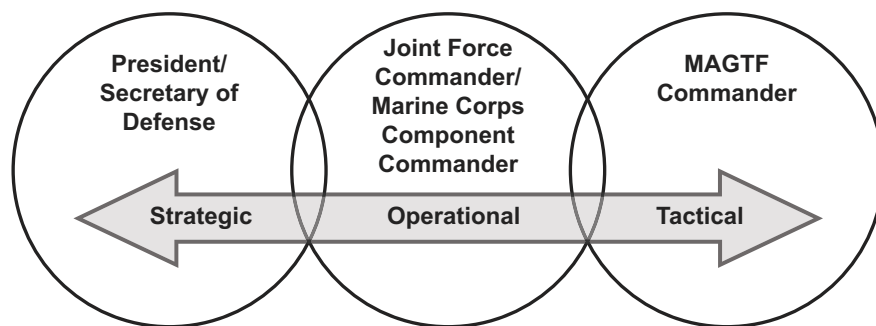 President/
Secretary of
Defense
Joint Force
Commander/
Marine Corps
Component
Commander
MAGTF
Commander
Strategic
Operational
Tactical